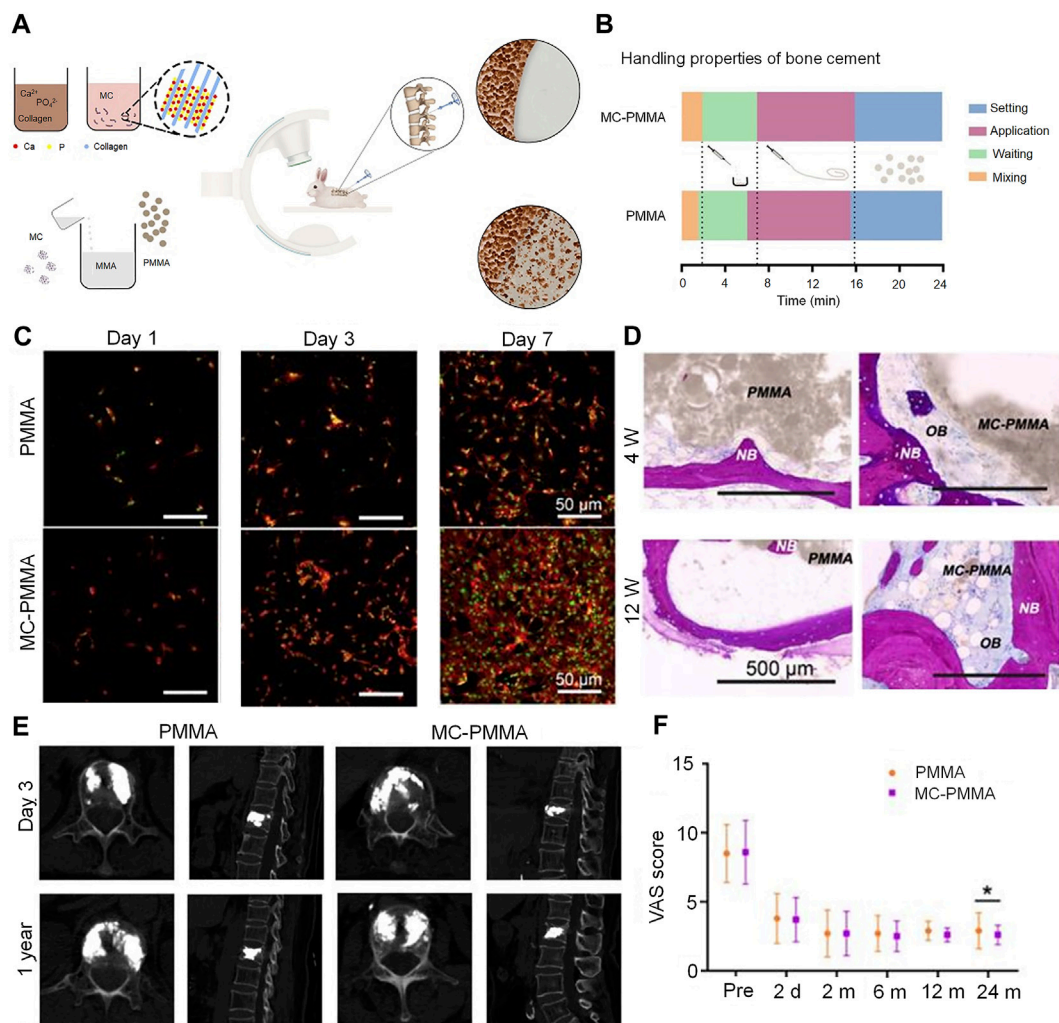 A
Ca²⁺
PO₄²⁻
Collagen
MC
Ca
P
Collagen
MC
MMA
PMMA
B
Handling properties of bone cement
MC-PMMA
PMMA
Setting
Application
Waiting
Mixing
0 4 8 12 16 20 24
Time (min)
C
Day 1
Day 3
Day 7
PMMA
50 µm
MC-PMMA
50 µm
D
4 W
PMMA
NB
MC-PMMA
OB
NB
12 W
NB
PMMA
500 µm
MC-PMMA
NB
OB
E
PMMA
MC-PMMA
Day 3
1 year
F
VAS score
15
10
5
0
PMMA
MC-PMMA
*
Pre 2 d 2 m 6 m 12 m 24 m